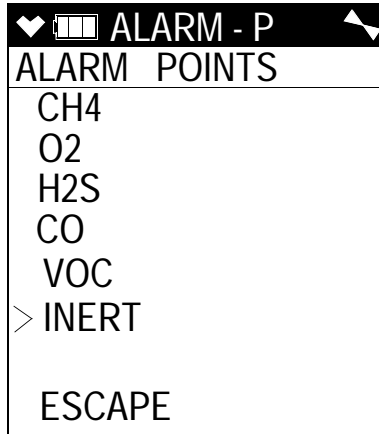 ALARM - P
ALARM POINTS
CH4
O2
H2S
CO
VOC
> INERT
ESCAPE